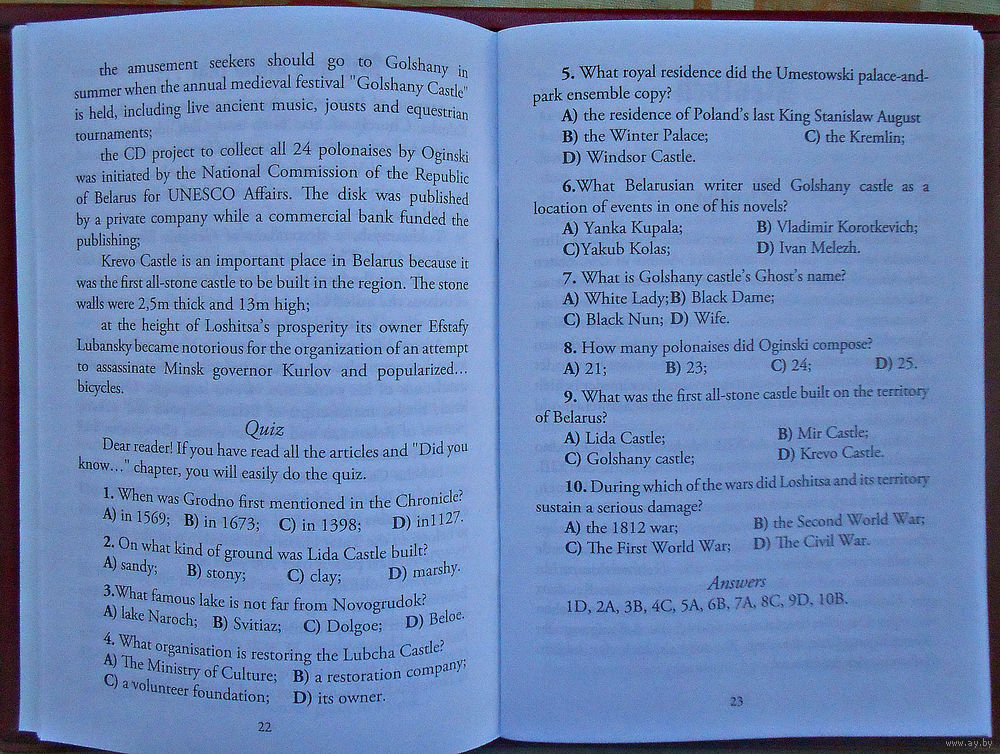 the amusement seekers should go to Golshany in
summer when the annual medieval festival "Golshany Castle"
is held, including live ancient music, jousts and equestrian
tournaments;
the CD project to collect all 24 polonaises by Oginski
was initiated by the National Commission of the Republic
of Belarus for UNESCO Affairs. The disk was published
by a private company while a commercial bank funded the
publishing;
Krevo Castle is an important place in Belarus because it
was the first all-stone castle to be built in the region. The stone
walls were 2,5m thick and 13m high;
at the height of Loshitsa's prosperity its owner Efstafy
Lubansky became notorious for the organization of an attempt
to assassinate Minsk governor Kurlov and popularized...
bicycles.
Quiz
Dear reader! If you have read all the articles and "Did you
know..." chapter, you will easily do the quiz.
1. When was Grodno first mentioned in the Chronicle?
A) in 1569; B) in 1673; C) in 1398; D) in1127.
2. On what kind of ground was Lida Castle built?
A) sandy; B) stony; C) clay; D) marshy.
3.What famous lake is not far from Novogrudok?
A) lake Naroch; B) Svitiaz; C) Dolgoe; D) Beloe.
4. What organisation is restoring the Lubcha Castle?
A) The Ministry of Culture; B) a restoration company;
C) a volunteer foundation; D) its owner.
22
5. What royal residence did the Umestowski palace-and-
park ensemble copy?
A) the residence of Poland's last King Stanislaw August
B) the Winter Palace; C) the Kremlin;
D) Windsor Castle.
6.What Belarusian writer used Golshany castle as a
location of events in one of his novels?
A) Yanka Kupala; B) Vladimir Korotkevich;
C)Yakub Kolas; D) Ivan Melezh.
7. What is Golshany castle's Ghost's name?
A) White Lady;B) Black Dame;
C) Black Nun; D) Wife.
8. How many polonaises did Oginski compose?
A) 21; B) 23; C) 24; D) 25.
9. What was the first all-stone castle built on the territory
of Belarus?
A) Lida Castle; B) Mir Castle;
C) Golshany castle; D) Krevo Castle.
10. During which of the wars did Loshitsa and its territory
sustain a serious damage?
A) the 1812 war; B) the Second World War;
C) The First World War; D) The Civil War.
Answers
1D, 2A, 3B, 4C, 5A, 6B, 7A, 8C, 9D, 10B.
23
www.ay.by